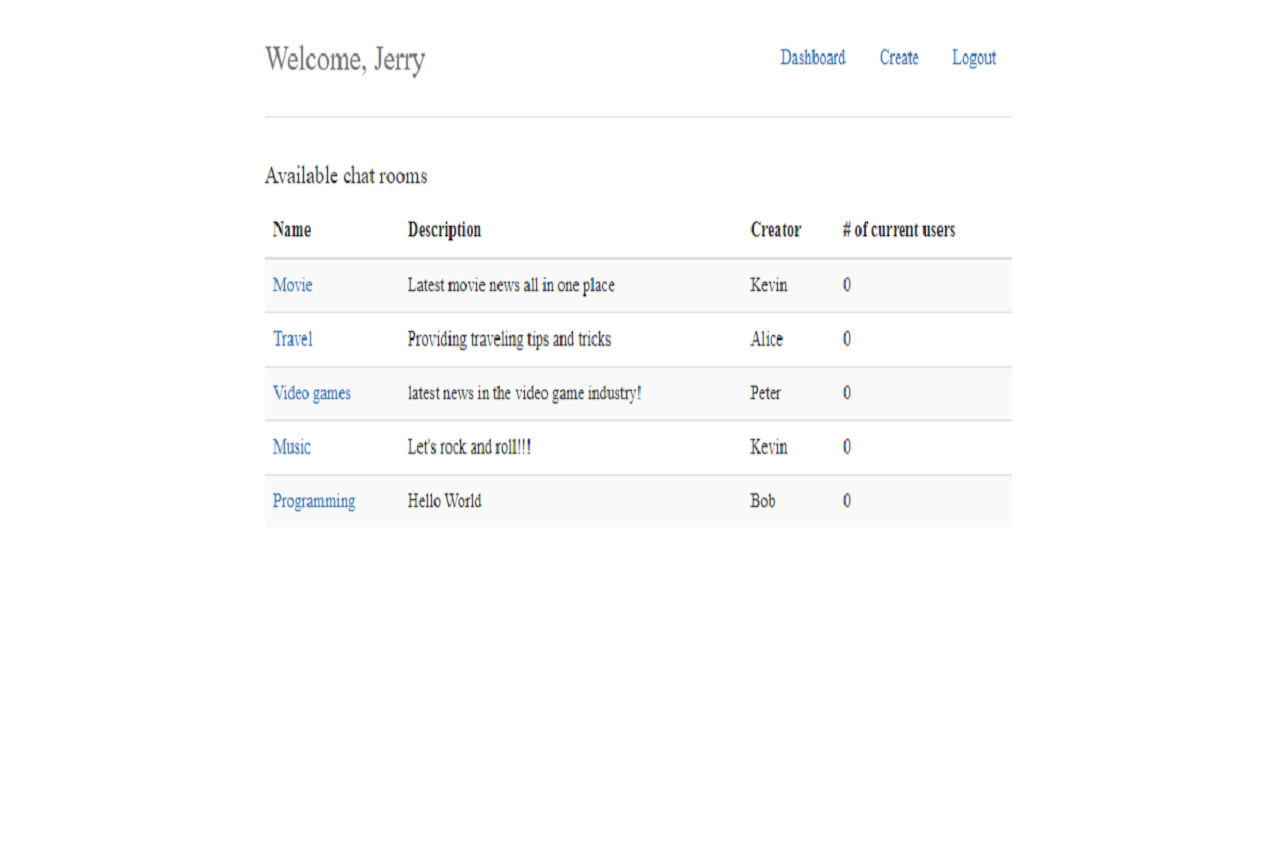 Welcome, Jerry Dashboard Create Logout
Available chat rooms
Name Description Creator # of current users
Movie Latest movie news all in one place Kevin 0
Travel Providing traveling tips and tricks Alice 0
Video games latest news in the video game industry! Peter 0
Music Let's rock and roll!!! Kevin 0
Programming Hello World Bob 0